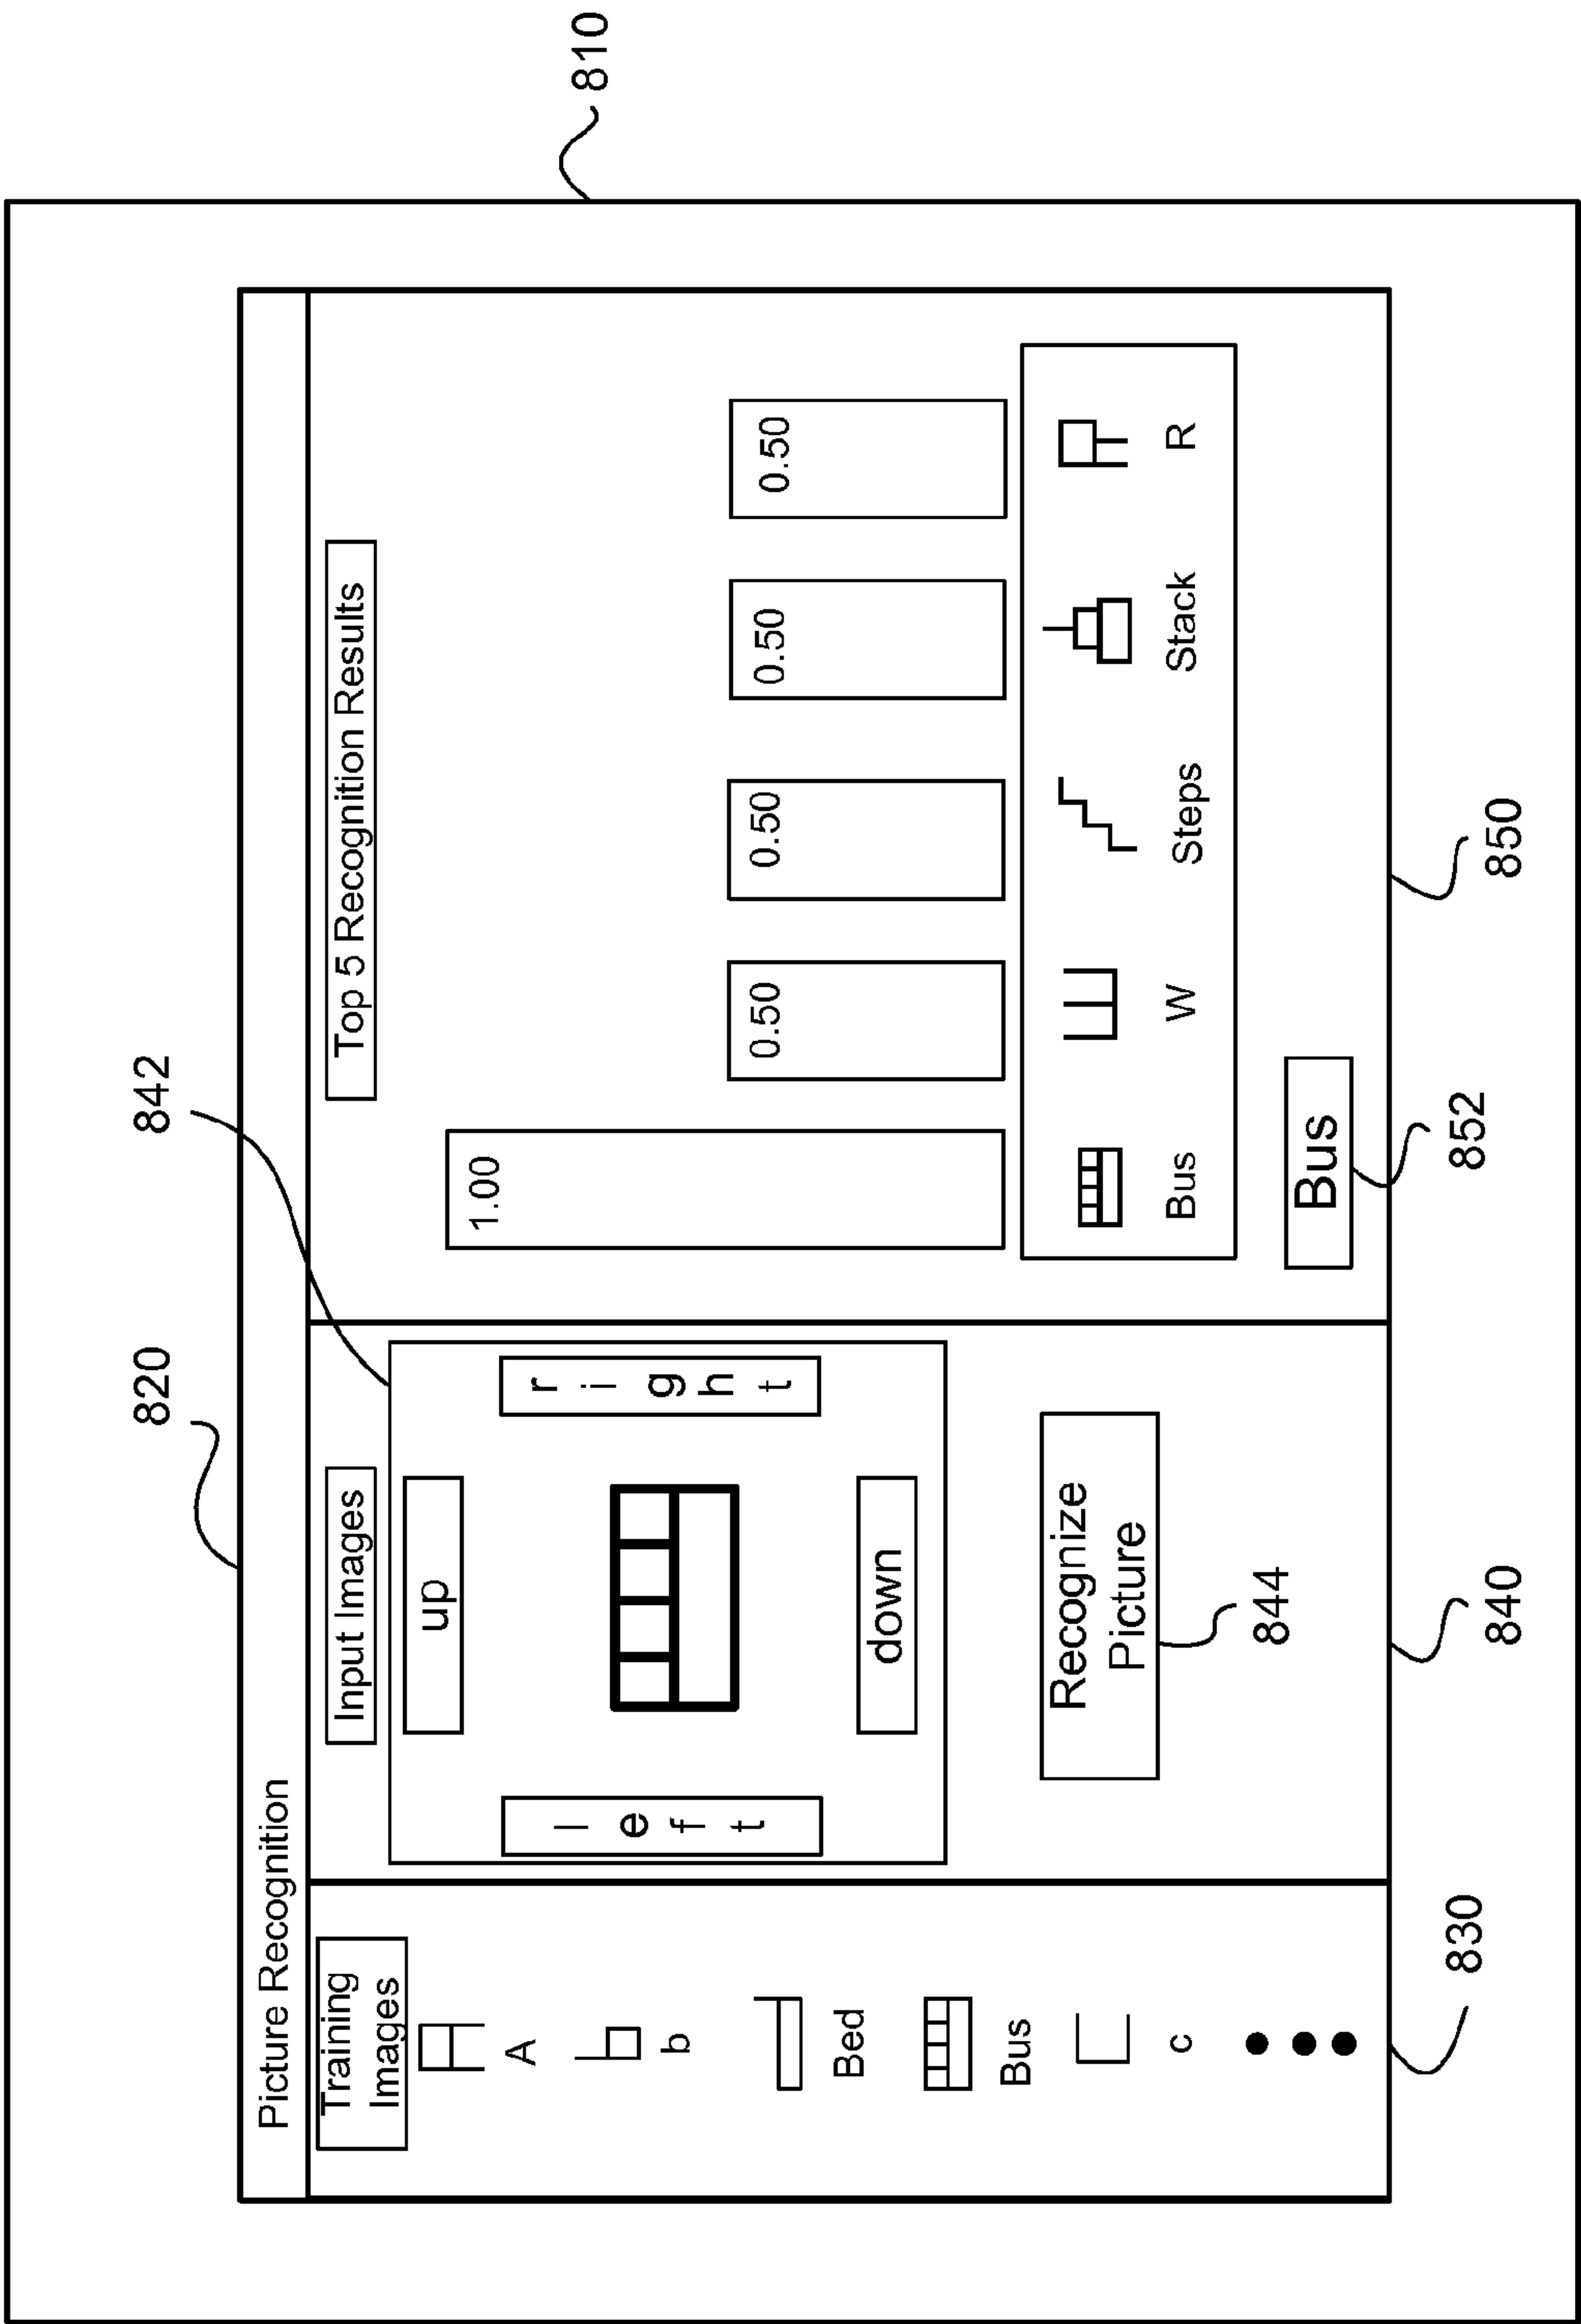 810
820
842
Picture Recognition
Training
Images
A
b
Bed
Bus
c
Input Images
up
left
right
down
Recognize
Picture
844
Top 5 Recognition Results
1.00
0.50
0.50
0.50
0.50
Bus
W
Steps
Stack
R
Bus
830
840
852
850